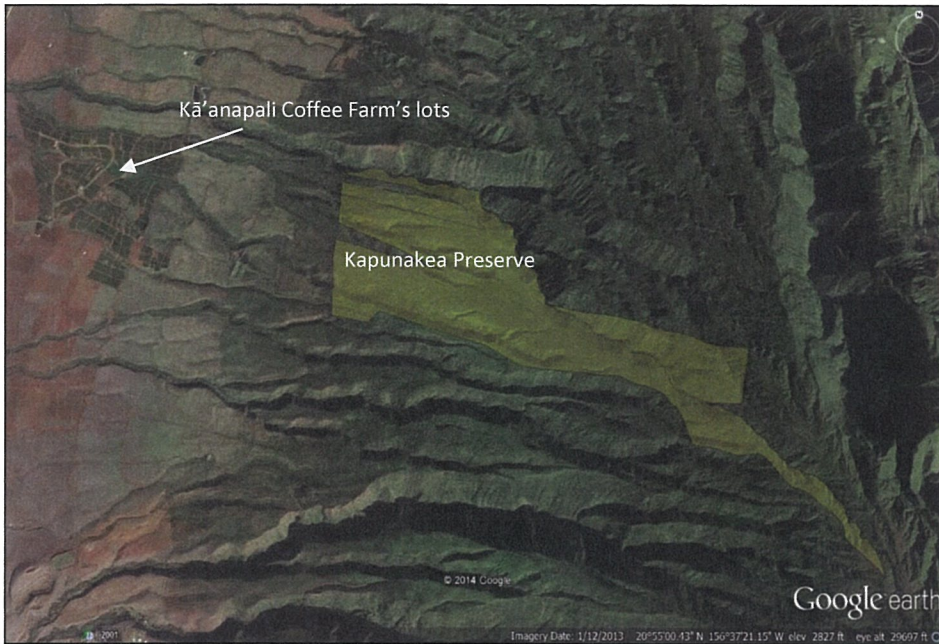 Kā'anapali Coffee Farm's lots
Kapunakea Preserve
© 2014 Google
Google earth
2001
Imagery Date: 1/12/2013 20°55'00.43" N 156°37'21.15" W elev 2827 ft eye alt 29697 ft